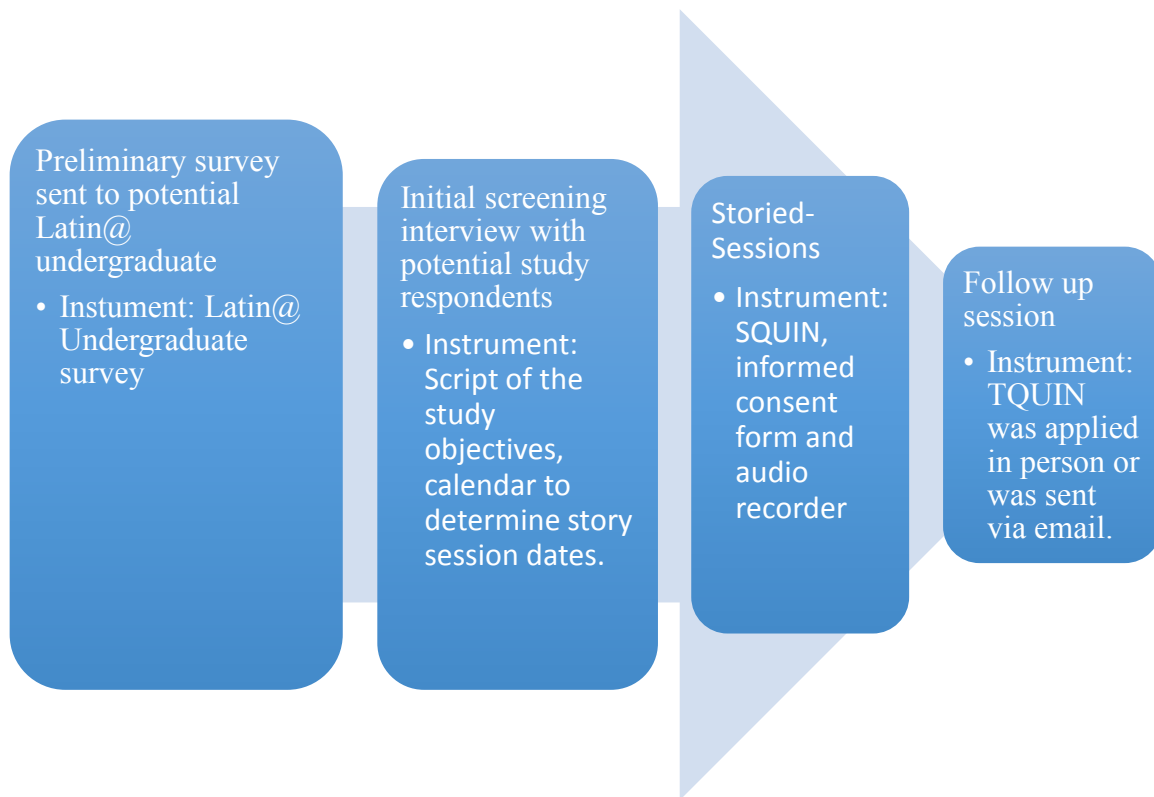 Preliminary survey
sent to potential
Latin@
undergraduate
• Instument: Latin@
Undergraduate
survey
Initial screening
interview with
potential study
respondents
• Instrument:
Script of the
study
objectives,
calendar to
determine story
session dates.
Storied-
Sessions
• Instrument:
SQUIN,
informed
consent
form and
audio
recorder
Follow up
session
• Instrument:
TQUIN
was applied
in person or
was sent
via email.